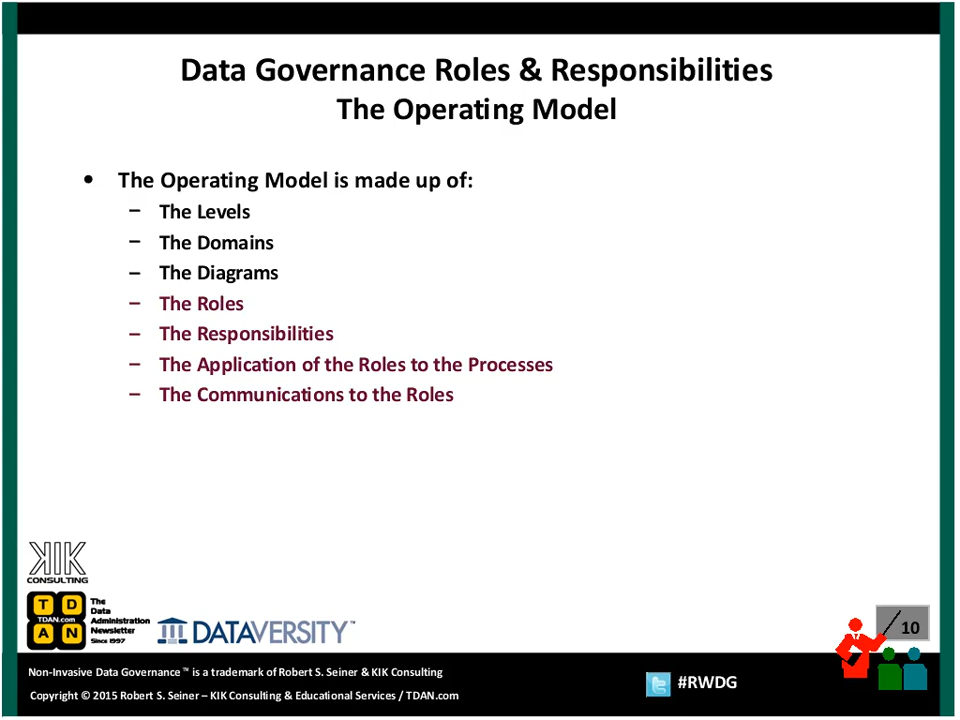 Data Governance Roles & Responsibilities
The Operating Model
• The Operating Model is made up of:
– The Levels
– The Domains
– The Diagrams
– The Roles
– The Responsibilities
– The Application of the Roles to the Processes
– The Communications to the Roles
KIK
CONSULTING
T D
TDAN.com
A N
The
Data
Administration
Newsletter
Since 1997
DATAVERSITY™
10
Non-Invasive Data Governance™ is a trademark of Robert S. Seiner & KIK Consulting
Copyright © 2015 Robert S. Seiner – KIK Consulting & Educational Services / TDAN.com
#RWDG